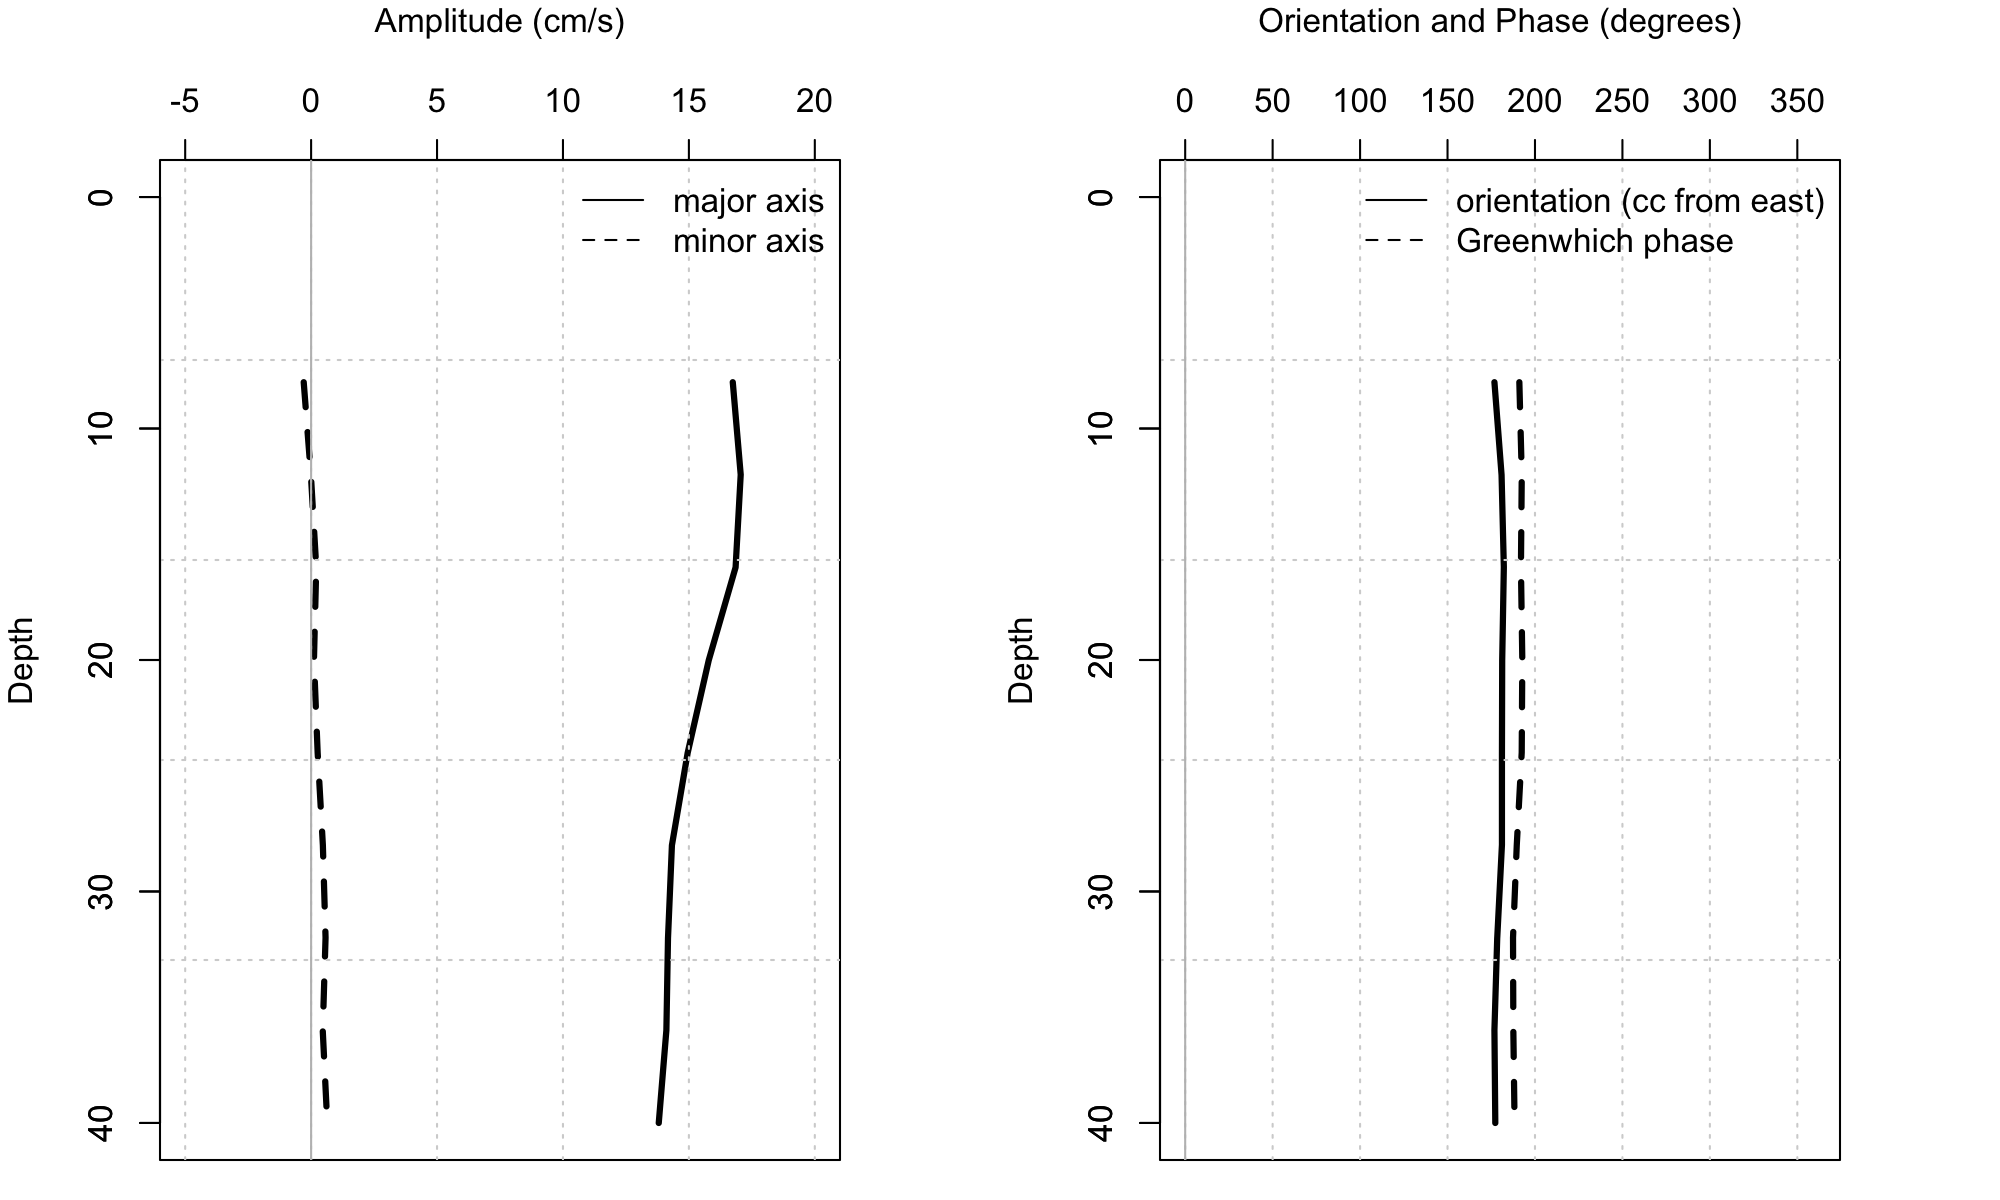 Amplitude (cm/s)
-5 0 5 10 15 20
major axis
minor axis
0
10
20
30
40
Depth
Orientation and Phase (degrees)
0 50 100 150 200 250 300 350
orientation (cc from east)
Greenwhich phase
0
10
20
30
40
Depth